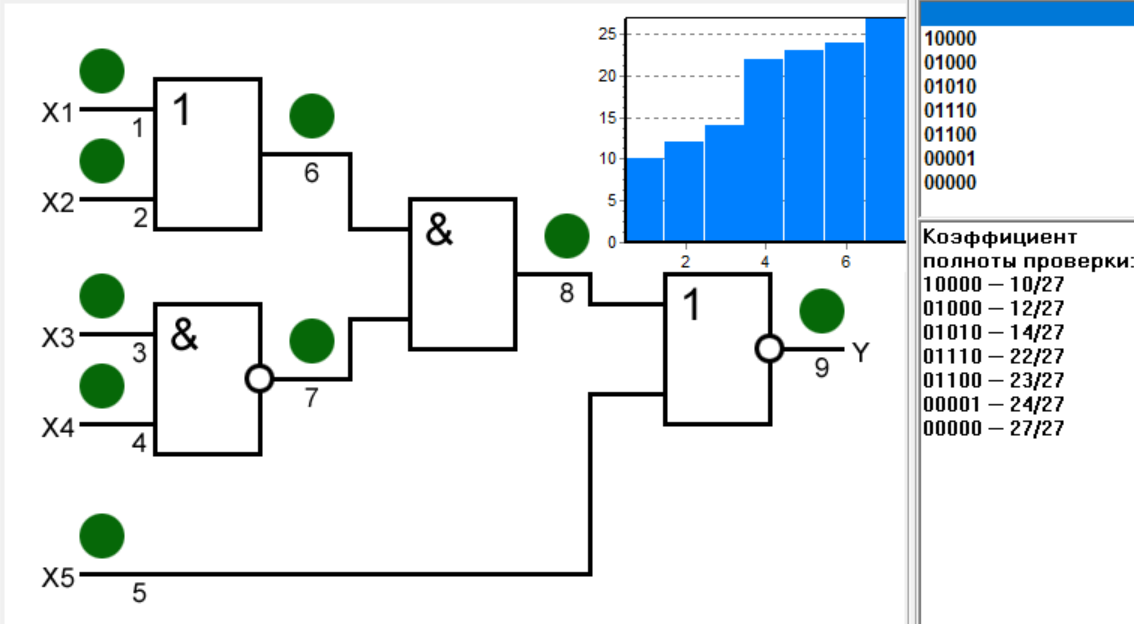 X1
1
1
X2
2
6
X3
&
3
X4
4
7
&
8
X5
5
1
9
Y
25
20
15
10
5
0
2
4
6
10000
01000
01010
01110
01100
00001
00000
Коэффициент
полноты проверки:
10000 — 10/27
01000 — 12/27
01010 — 14/27
01110 — 22/27
01100 — 23/27
00001 — 24/27
00000 — 27/27